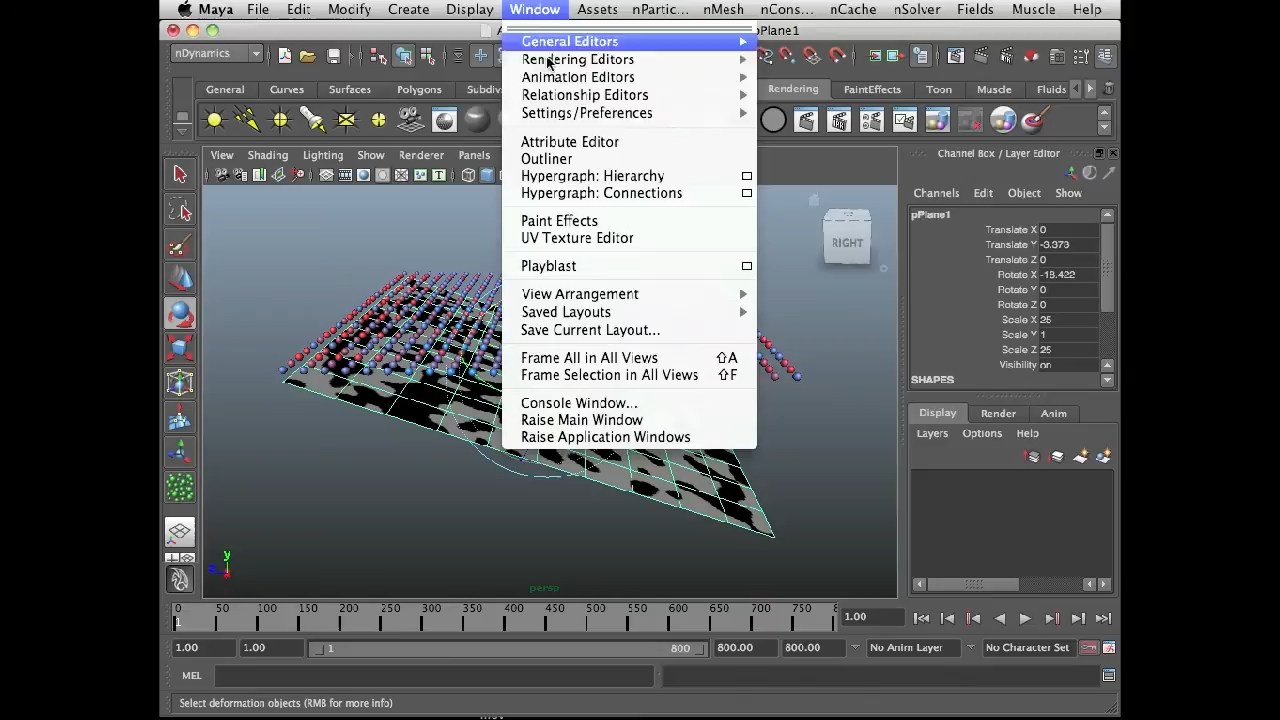 Maya File Edit Modify Create Display Window Assets nPartic... nMesh nCons... nCache nSolver Fields Muscle Help
pPlane1
nDynamics
General Editors
Rendering Editors
Animation Editors
Relationship Editors
Settings/Preferences
Attribute Editor
Outliner
Hypergraph: Hierarchy
Hypergraph: Connections
Paint Effects
UV Texture Editor
Playblast
View Arrangement
Saved Layouts
Save Current Layout...
Frame All in All Views ⇧A
Frame Selection in All Views ⇧F
Console Window...
Raise Main Window
Raise Application Windows
General Curves Surfaces Polygons Subdiv Rendering PaintEffects Toon Muscle Fluids
View Shading Lighting Show Renderer Panels
RIGHT
y
persp
Channel Box / Layer Editor
Channels Edit Object Show
pPlane1
Translate X 0
Translate Y -3.373
Translate Z 0
Rotate X -18.422
Rotate Y 0
Rotate Z 0
Scale X 25
Scale Y 1
Scale Z 25
Visibility on
SHAPES
Display Render Anim
Layers Options Help
0 50 100 150 200 250 300 350 400 450 500 550 600 650 700 750 8
1
1.00
1.00 1.00 1 800 800.00 800.00 No Anim Layer No Character Set
MEL
Select deformation objects (RMB for more info)